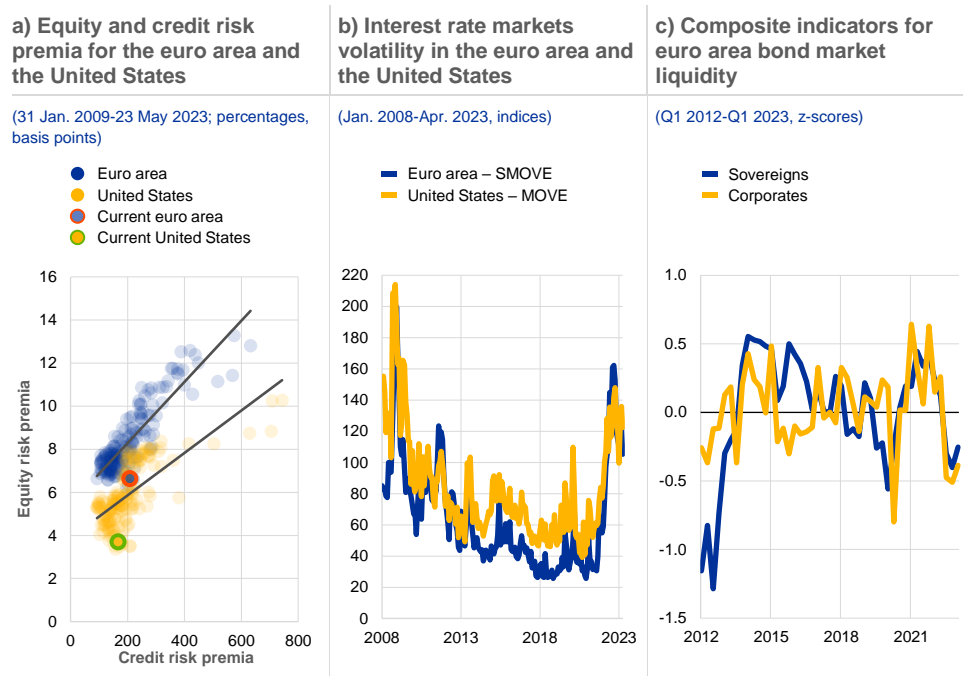 a) Equity and credit risk
premia for the euro area and
the United States
(31 Jan. 2009-23 May 2023; percentages,
basis points)
Euro area
United States
Current euro area
Current United States
16
14
12
10
8
6
4
2
0
Equity risk premia
0 200 400 600 800
Credit risk premia
b) Interest rate markets
volatility in the euro area and
the United States
(Jan. 2008-Apr. 2023, indices)
Euro area – SMOVE
United States – MOVE
220
200
180
160
140
120
100
80
60
40
20
0
2008 2013 2018 2023
c) Composite indicators for
euro area bond market
liquidity
(Q1 2012-Q1 2023, z-scores)
Sovereigns
Corporates
1.0
0.5
0.0
-0.5
-1.0
-1.5
2012 2015 2018 2021